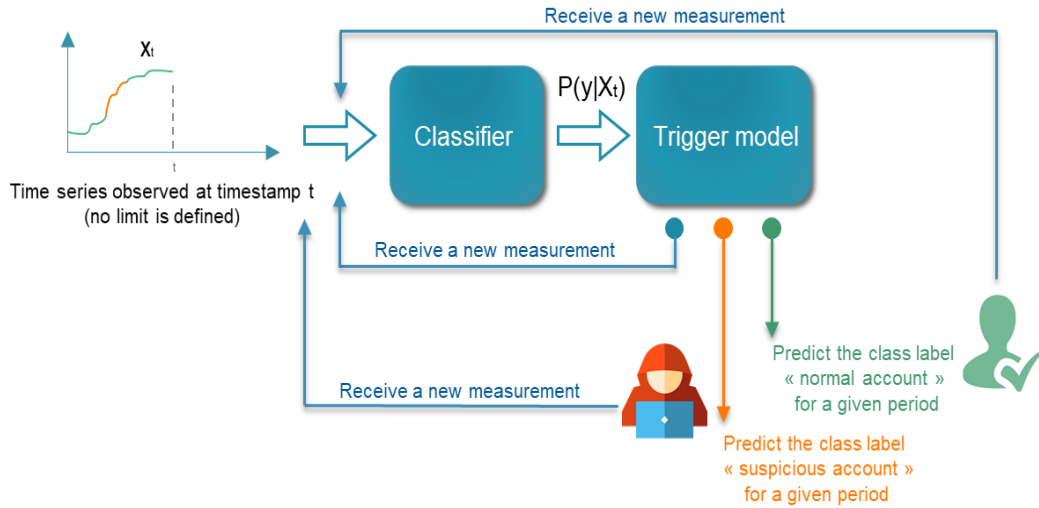 Receive a new measurement
Xt
P(y|Xt)
Classifier
Trigger model
t
Time series observed at timestamp t
(no limit is defined)
Receive a new measurement
Predict the class label
« normal account »
for a given period
Receive a new measurement
Predict the class label
« suspicious account »
for a given period